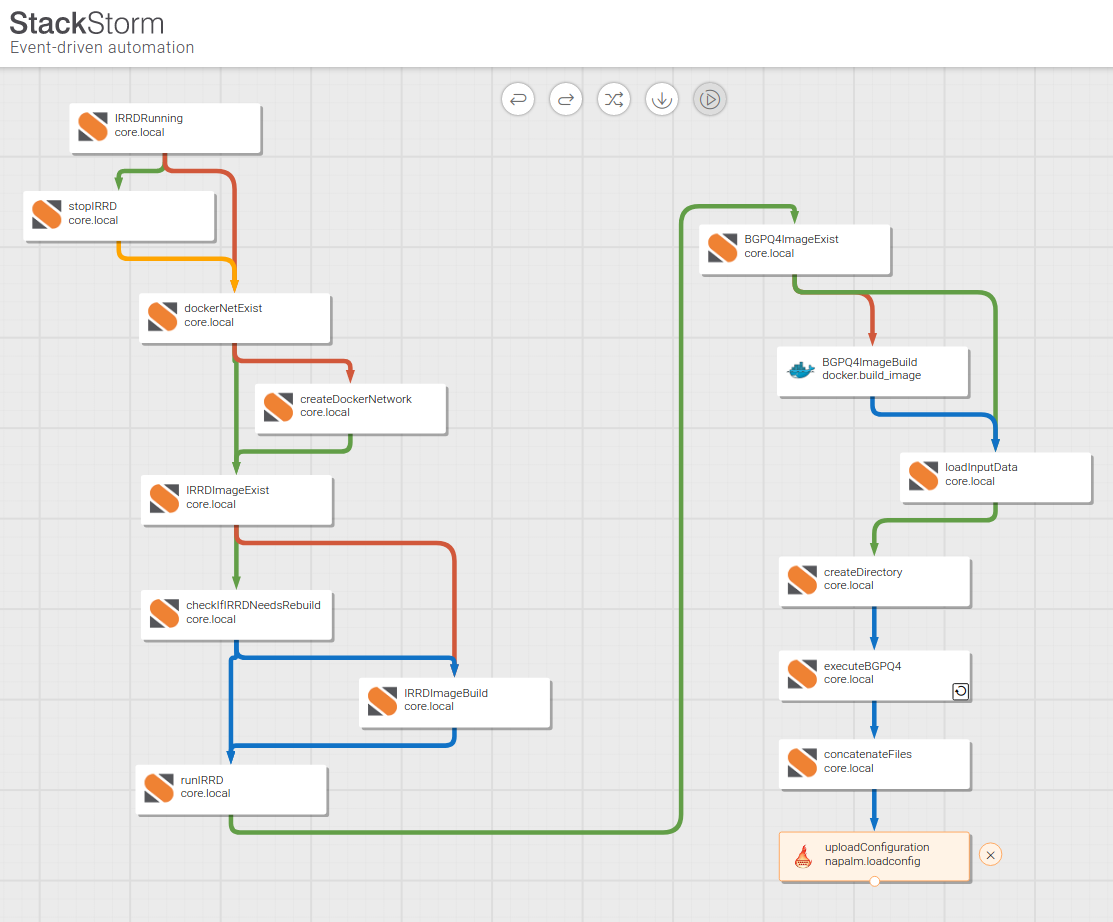 StackStorm
Event-driven automation
IRRDRunning
core.local
stopIRRD
core.local
dockerNetExist
core.local
createDockerNetwork
core.local
IRRDImageExist
core.local
checkIfIRRDNeedsRebuild
core.local
IRRDImageBuild
core.local
runIRRD
core.local
BGPQ4ImageExist
core.local
BGPQ4ImageBuild
docker.build_image
loadInputData
core.local
createDirectory
core.local
executeBGPQ4
core.local
concatenateFiles
core.local
uploadConfiguration
napalm.loadconfig